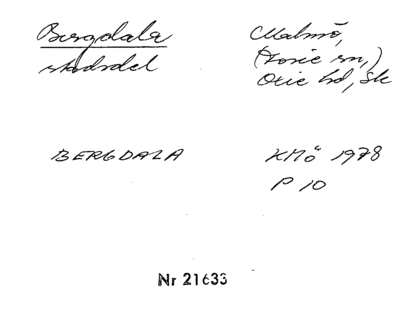 Bergdala
stadsdel
Malmö,
(Fosie sn,)
Oxie hd, Sk
BERGDALA
KMÖ 1978
P 10
Nr 21633